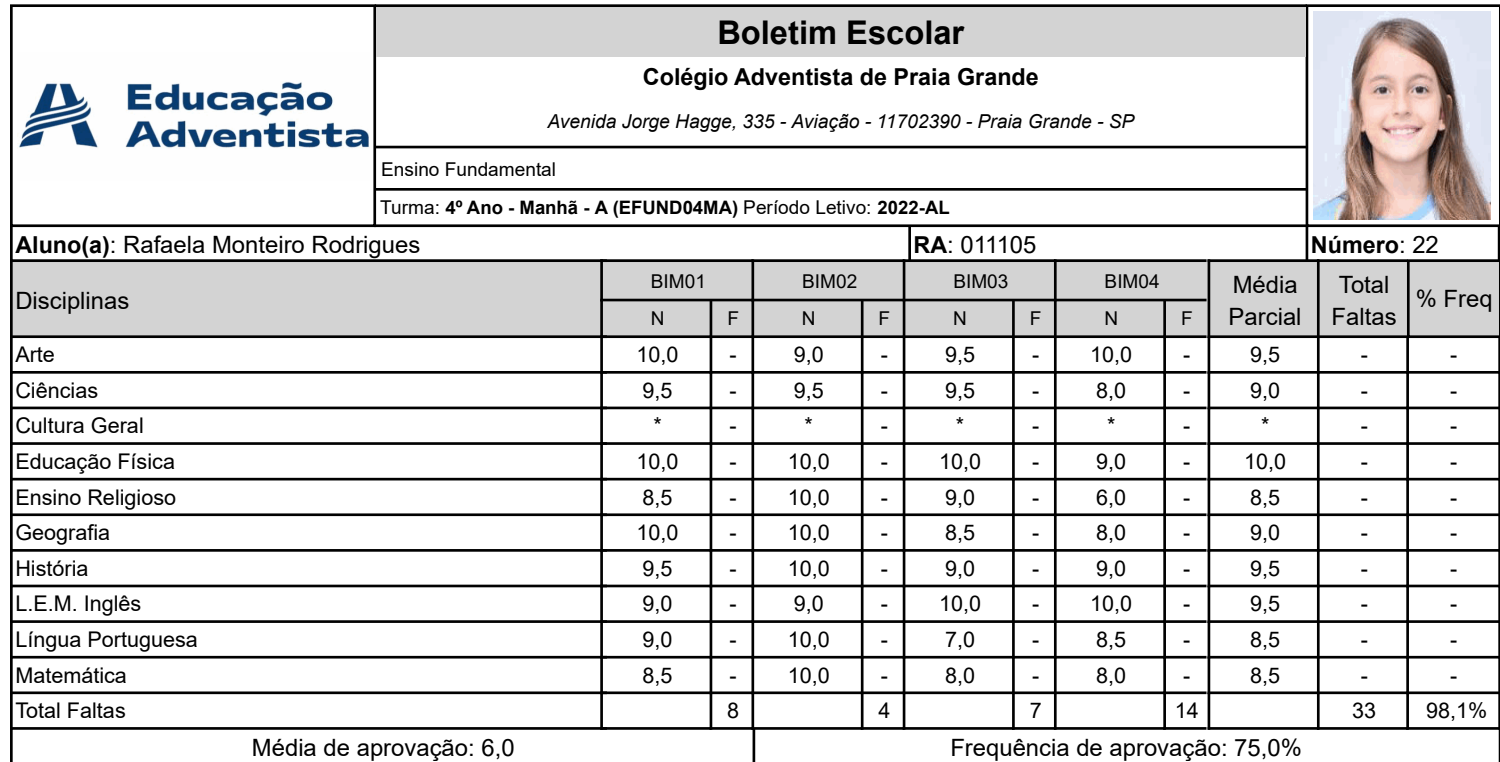 Educação
Adventista
Boletim Escolar
Colégio Adventista de Praia Grande
Avenida Jorge Hagge, 335 - Aviação - 11702390 - Praia Grande - SP
Ensino Fundamental
Turma: 4º Ano - Manhã - A (EFUND04MA) Período Letivo: 2022-AL
Aluno(a): Rafaela Monteiro Rodrigues RA: 011105 Número: 22
Disciplinas BIM01 BIM02 BIM03 BIM04 Média Parcial Total Faltas % Freq
N F N F N F N F
Arte 10,0 - 9,0 - 9,5 - 10,0 - 9,5 - -
Ciências 9,5 - 9,5 - 9,5 - 8,0 - 9,0 - -
Cultura Geral * - * - * - * - * - -
Educação Física 10,0 - 10,0 - 10,0 - 9,0 - 10,0 - -
Ensino Religioso 8,5 - 10,0 - 9,0 - 6,0 - 8,5 - -
Geografia 10,0 - 10,0 - 8,5 - 8,0 - 9,0 - -
História 9,5 - 10,0 - 9,0 - 9,0 - 9,5 - -
L.E.M. Inglês 9,0 - 9,0 - 10,0 - 10,0 - 9,5 - -
Língua Portuguesa 9,0 - 10,0 - 7,0 - 8,5 - 8,5 - -
Matemática 8,5 - 10,0 - 8,0 - 8,0 - 8,5 - -
Total Faltas 8 4 7 14 33 98,1%
Média de aprovação: 6,0 Frequência de aprovação: 75,0%